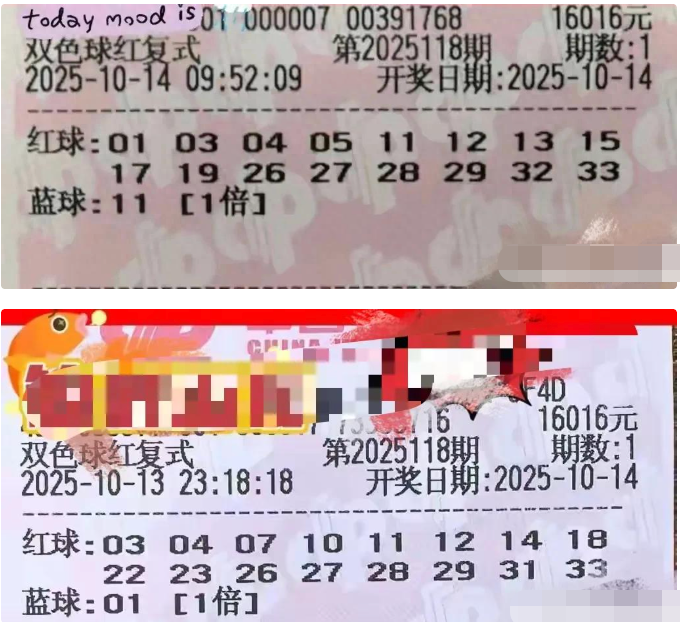 today mood is
01 000007 00391768 16016元
双色球红复式 第2025118期 期数:1
2025-10-14 09:52:09 开奖日期:2025-10-14
红球:01 03 04 05 11 12 13 15
17 19 26 27 28 29 32 33
蓝球:11 [1倍]
CHINA
F4D
16 16016元
双色球红复式 第2025118期 期数:1
2025-10-13 23:18:18 开奖日期:2025-10-14
红球:03 04 07 10 11 12 14 18
22 23 26 27 28 29 31 33
蓝球:01 [1倍]